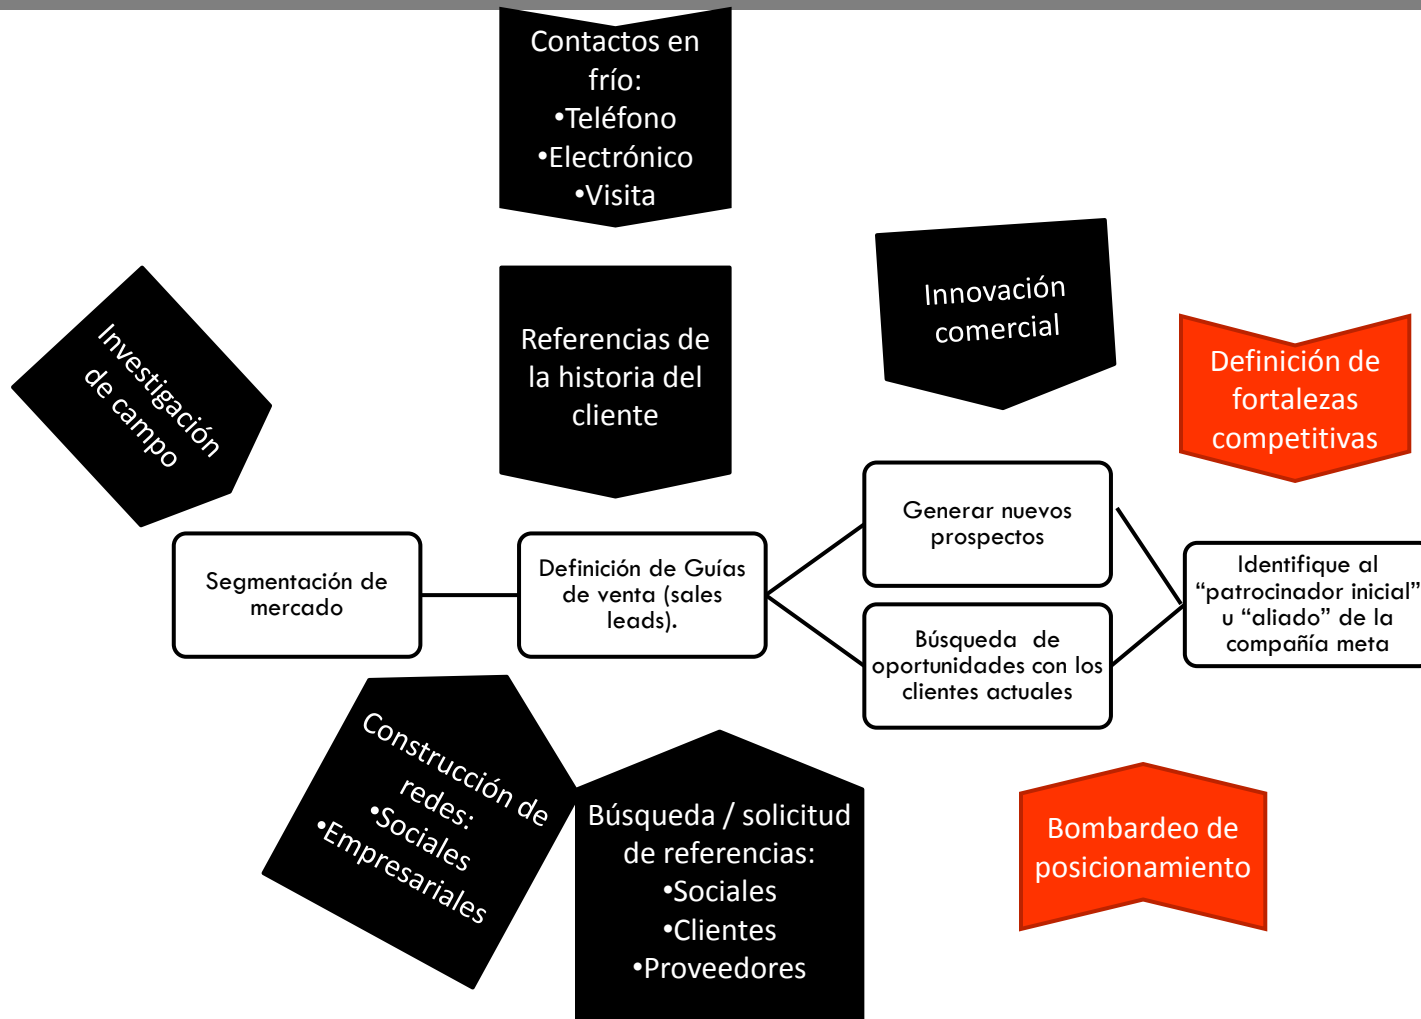 Contactos en
frío:
•Teléfono
•Electrónico
•Visita
Investigación
de campo
Referencias de
la historia del
cliente
Innovación
comercial
Definición de
fortalezas
competitivas
Segmentación de
mercado
Definición de Guías
de venta (sales
leads).
Generar nuevos
prospectos
Búsqueda  de
oportunidades con los
clientes actuales
Identifique al
“patrocinador inicial”
u “aliado” de la
compañía meta
Construcción de
redes:
•Sociales
•Empresariales
Búsqueda / solicitud
de referencias:
•Sociales
•Clientes
•Proveedores
Bombardeo de
posicionamiento